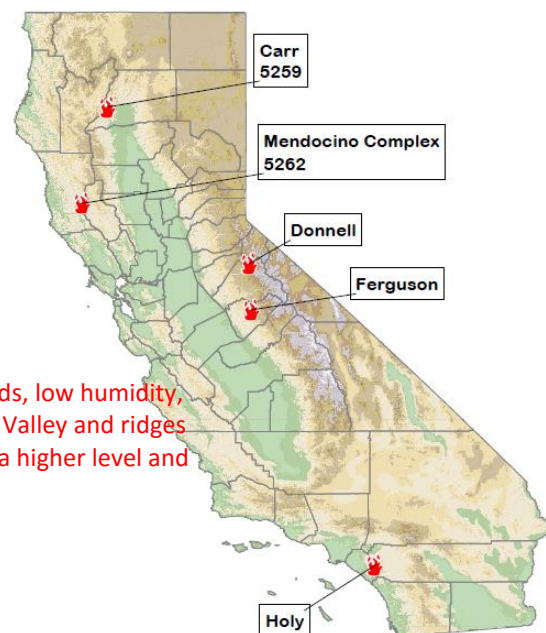 Carr
5259
Mendocino Complex
5262
Donnell
Ferguson
ds, low humidity,
Valley and ridges
a higher level and
Holy